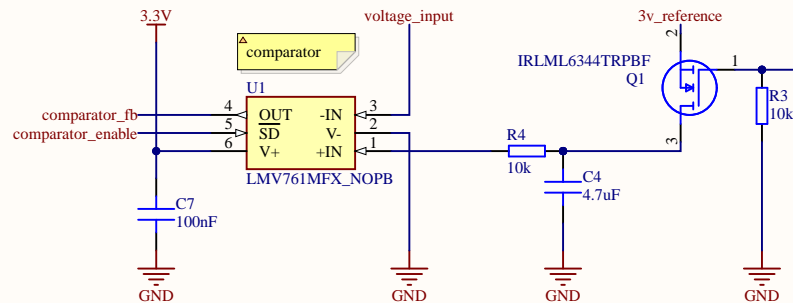 3.3V
voltage_input
3v_reference
comparator
2
IRLML6344TRPBF
Q1
1
U1
comparator_fb
4
OUT
-IN
3
comparator_enable
5
SD
V-
2
6
V+
+IN
1
LMV761MFX_NOPB
R4
10k
3
R3
10k
C4
4.7uF
C7
100nF
GND
GND
GND
GND